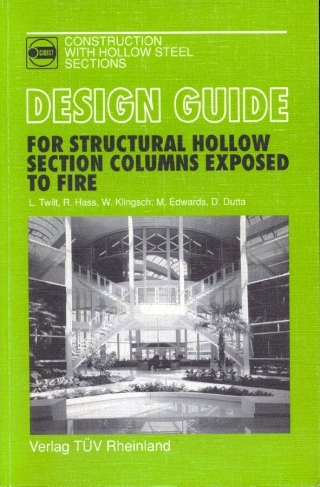 CIDECT
CONSTRUCTION
WITH HOLLOW STEEL
SECTIONS
DESIGN GUIDE
FOR STRUCTURAL HOLLOW
SECTION COLUMNS EXPOSED
TO FIRE
L. Twilt, R. Hass, W. Klingsch, M. Edwards, D. Dutta
Verlag TÜV Rheinland